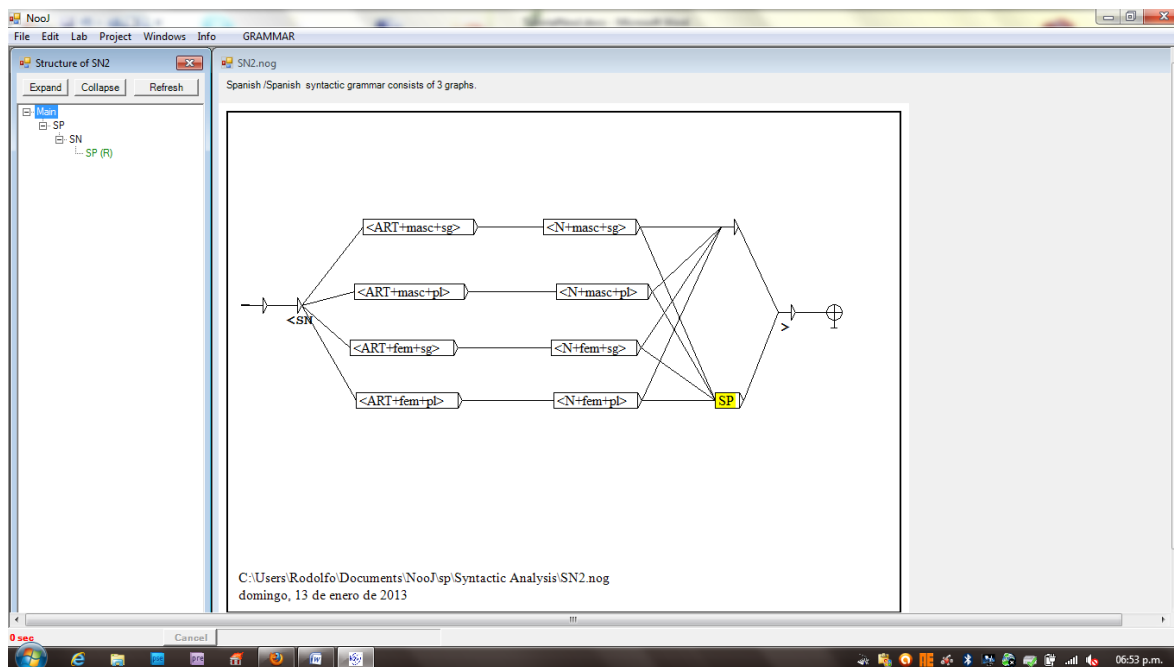 NooJ
File Edit Lab Project Windows Info GRAMMAR
Structure of SN2
Expand Collapse Refresh
Main
SP
SN
SP (R)
SN2.nog
Spanish /Spanish syntactic grammar consists of 3 graphs.
<ART+masc+sg> <N+masc+sg>
<ART+masc+pl> <N+masc+pl>
<SN >
<ART+fem+sg> <N+fem+sg>
<ART+fem+pl> <N+fem+pl> SP
C:\Users\Rodolfo\Documents\NooJ\sp\Syntactic Analysis\SN2.nog
domingo, 13 de enero de 2013
0 sec Cancel
pre
06:53 p.m.